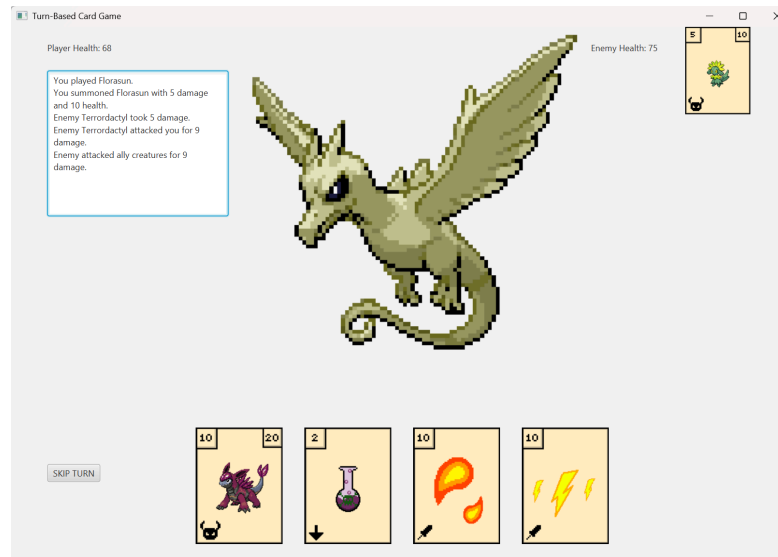 Turn-Based Card Game
Player Health: 68
Enemy Health: 75
5 10
You played Florasun.
You summoned Florasun with 5 damage
and 10 health.
Enemy Terrordactyl took 5 damage.
Enemy Terrordactyl attacked you for 9
damage.
Enemy attacked ally creatures for 9
damage.
10 20
2
10
10
SKIP TURN